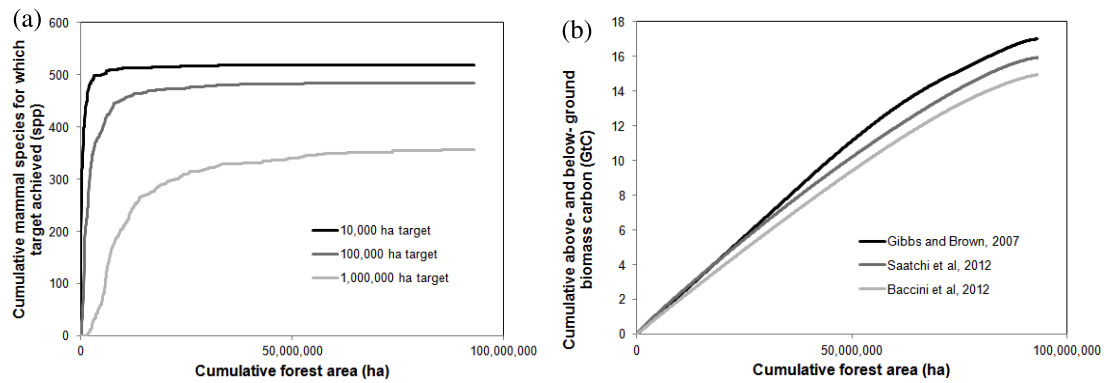 (a)
Cumulative mammal species for which
target achieved (spp)
600
500
400
300
200
100
0
10,000 ha target
100,000 ha target
1,000,000 ha target
0
50,000,000
100,000,000
Cumulative forest area (ha)
(b)
Cumulative above- and below- ground
biomass carbon (GtC)
18
16
14
12
10
8
6
4
2
0
Gibbs and Brown, 2007
Saatchi et al, 2012
Baccini et al, 2012
0
50,000,000
100,000,000
Cumulative forest area (ha)